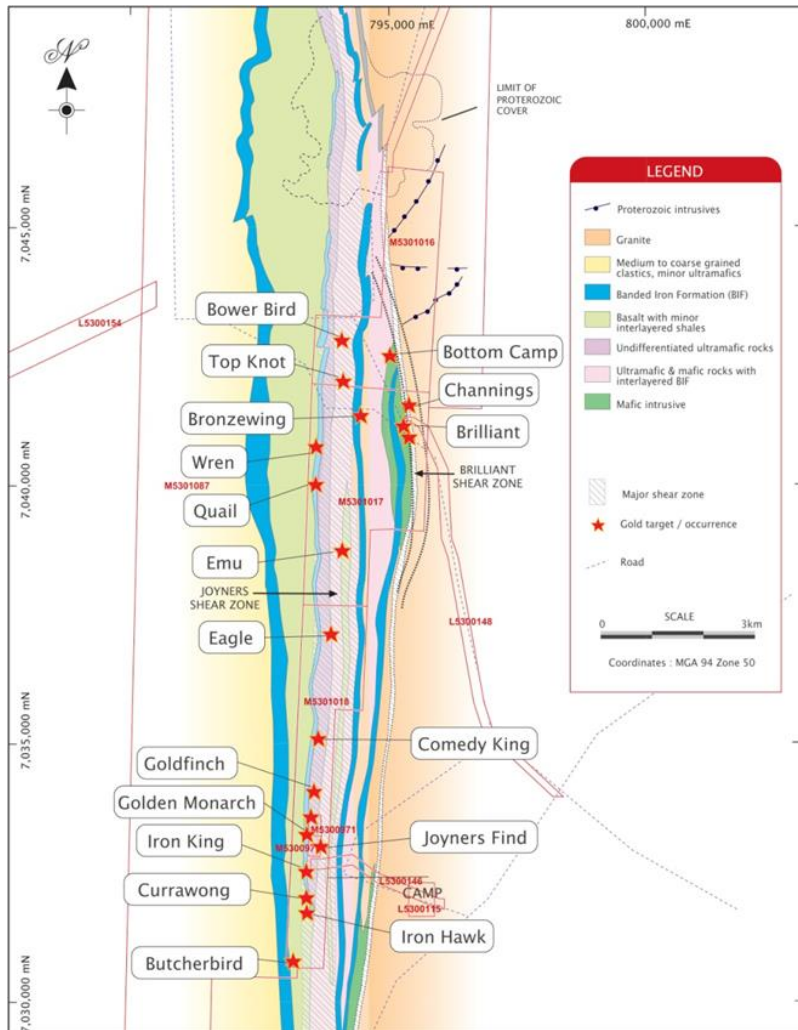 795,000 mE
800,000 mE
N
LIMIT OF
PROTEROZOIC
COVER
7,045,000 mN
M5301016
L5300154
Bower Bird
Top Knot
Bronzewing
Wren
M5301087
Quail
M5301017
Emu
JOYNERS
SHEAR ZONE
Eagle
M5301018
Bottom Camp
Channings
Brilliant
BRILLIANT
SHEAR ZONE
7,040,000 mN
L5300148
7,035,000 mN
Comedy King
Goldfinch
Golden Monarch
M5300971
Iron King
Joyners Find
Currawong
L5300146
CAMP
L5300115
Iron Hawk
Butcherbird
7,030,000 mN
LEGEND
Proterozoic intrusives
Granite
Medium to coarse grained
clastics, minor ultramafics
Banded Iron Formation (BIF)
Basalt with minor
interlayered shales
Undifferentiated ultramafic rocks
Ultramafic & mafic rocks with
interlayered BIF
Mafic intrusive
Major shear zone
Gold target / occurrence
Road
SCALE
0 3km
Coordinates : MGA 94 Zone 50